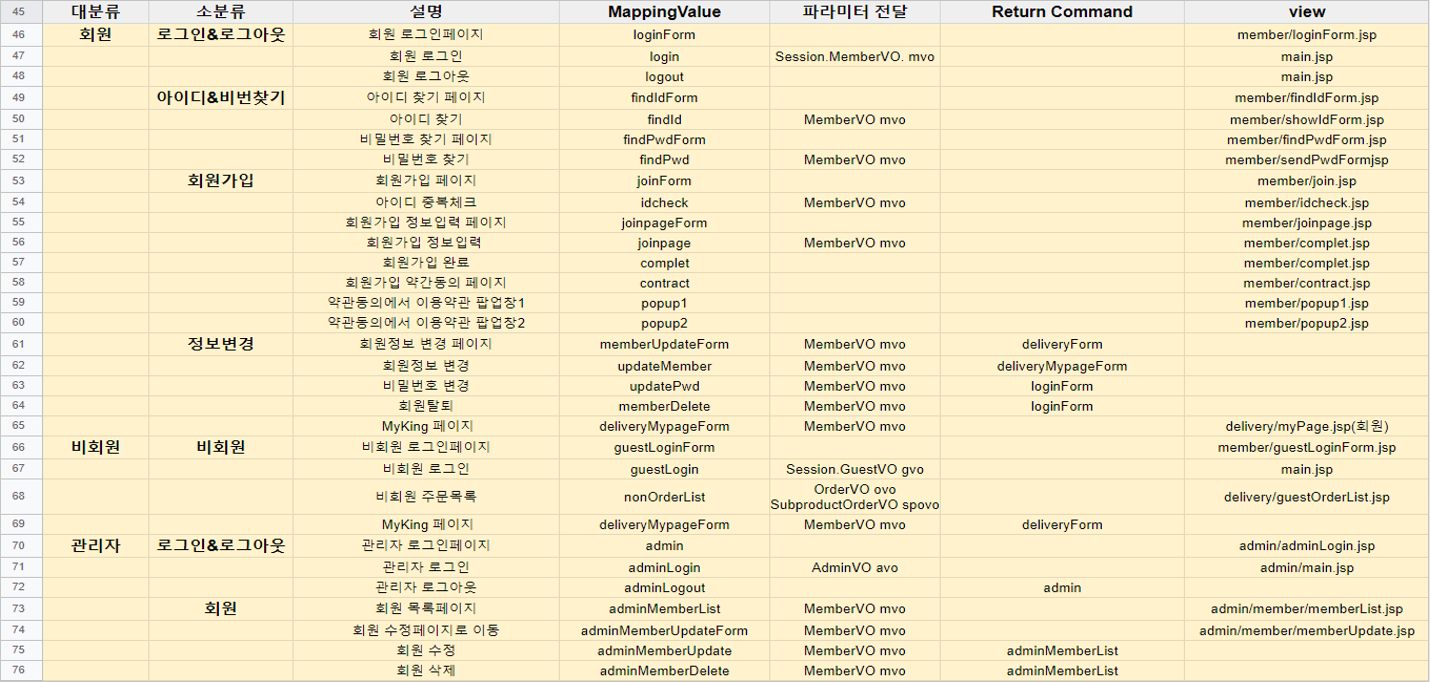 45 대분류 소분류 설명 MappingValue 파라미터 전달 Return Command view
46 회원 로그인&로그아웃 회원 로그인페이지 loginForm member/loginForm.jsp
47 회원 로그인 login Session.MemberVO. mvo main.jsp
48 회원 로그아웃 logout main.jsp
49 아이디&비번찾기 아이디 찾기 페이지 findIdForm member/findIdForm.jsp
50 아이디 찾기 findId MemberVO mvo member/showIdForm.jsp
51 비밀번호 찾기 페이지 findPwdForm member/findPwdForm.jsp
52 비밀번호 찾기 findPwd MemberVO mvo member/sendPwdFormjsp
53 회원가입 회원가입 페이지 joinForm member/join.jsp
54 아이디 중복체크 idcheck MemberVO mvo member/idcheck.jsp
55 회원가입 정보입력 페이지 joinpageForm member/joinpage.jsp
56 회원가입 정보입력 joinpage MemberVO mvo member/complet.jsp
57 회원가입 완료 complet member/complet.jsp
58 회원가입 약간동의 페이지 contract member/contract.jsp
59 약관동의에서 이용약관 팝업창1 popup1 member/popup1.jsp
60 약관동의에서 이용약관 팝업창2 popup2 member/popup2.jsp
61 정보변경 회원정보 변경 페이지 memberUpdateForm MemberVO mvo deliveryForm
62 회원정보 변경 updateMember MemberVO mvo deliveryMypageForm
63 비밀번호 변경 updatePwd MemberVO mvo loginForm
64 회원탈퇴 memberDelete MemberVO mvo loginForm
65 MyKing 페이지 deliveryMypageForm MemberVO mvo delivery/myPage.jsp(회원)
66 비회원 비회원 비회원 로그인페이지 guestLoginForm member/guestLoginForm.jsp
67 비회원 로그인 guestLogin Session.GuestVO gvo main.jsp
68 비회원 주문목록 nonOrderList OrderVO ovo
SubproductOrderVO spovo delivery/guestOrderList.jsp
69 MyKing 페이지 deliveryMypageForm MemberVO mvo deliveryForm
70 관리자 로그인&로그아웃 관리자 로그인페이지 admin admin/adminLogin.jsp
71 관리자 로그인 adminLogin AdminVO avo admin/main.jsp
72 관리자 로그아웃 adminLogout admin
73 회원 회원 목록페이지 adminMemberList MemberVO mvo admin/member/memberList.jsp
74 회원 수정페이지로 이동 adminMemberUpdateForm MemberVO mvo admin/member/memberUpdate.jsp
75 회원 수정 adminMemberUpdate MemberVO mvo adminMemberList
76 회원 삭제 adminMemberDelete MemberVO mvo adminMemberList